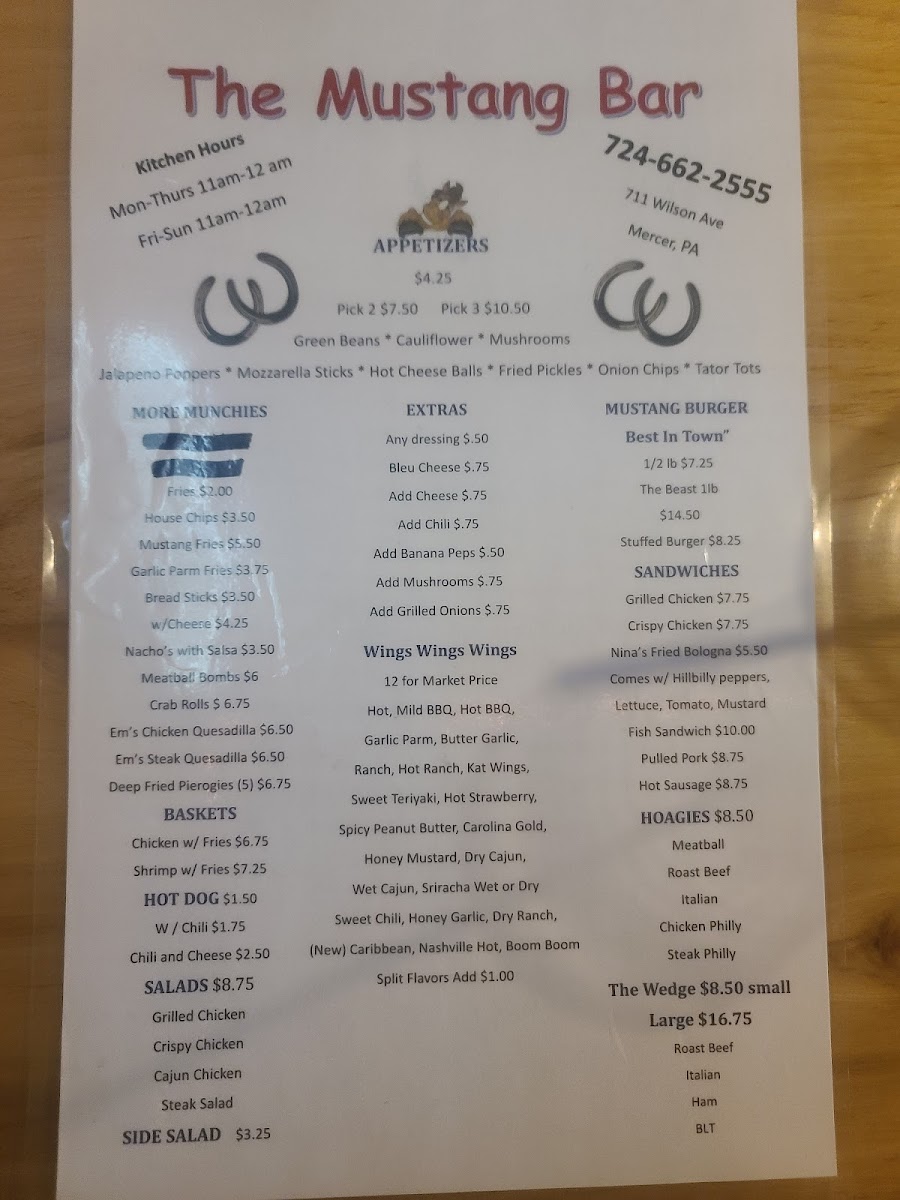 The Mustang Bar
Kitchen Hours
Mon-Thurs 11am-12 am
Fri-Sun 11am-12am
724-662-2555
711 Wilson Ave
Mercer, PA
APPETIZERS
$4.25
Pick 2 $7.50 Pick 3 $10.50
Green Beans * Cauliflower * Mushrooms
Jalapeno Poppers * Mozzarella Sticks * Hot Cheese Balls * Fried Pickles * Onion Chips * Tator Tots
MORE MUNCHIES
Fries $2.00
House Chips $3.50
Mustang Fries $5.50
Garlic Parm Fries $3.75
Bread Sticks $3.50
w/Cheese $4.25
Nacho's with Salsa $3.50
Meatball Bombs $6
Crab Rolls $ 6.75
Em's Chicken Quesadilla $6.50
Em's Steak Quesadilla $6.50
Deep Fried Pierogies (5) $6.75
BASKETS
Chicken w/ Fries $6.75
Shrimp w/ Fries $7.25
HOT DOG $1.50
W / Chili $1.75
Chili and Cheese $2.50
SALADS $8.75
Grilled Chicken
Crispy Chicken
Cajun Chicken
Steak Salad
SIDE SALAD $3.25
EXTRAS
Any dressing $.50
Bleu Cheese $.75
Add Cheese $.75
Add Chili $.75
Add Banana Peps $.50
Add Mushrooms $.75
Add Grilled Onions $.75
Wings Wings Wings
12 for Market Price
Hot, Mild BBQ, Hot BBQ,
Garlic Parm, Butter Garlic,
Ranch, Hot Ranch, Kat Wings,
Sweet Teriyaki, Hot Strawberry,
Spicy Peanut Butter, Carolina Gold,
Honey Mustard, Dry Cajun,
Wet Cajun, Sriracha Wet or Dry
Sweet Chili, Honey Garlic, Dry Ranch,
(New) Caribbean, Nashville Hot, Boom Boom
Split Flavors Add $1.00
MUSTANG BURGER
Best In Town"
1/2 lb $7.25
The Beast 1lb
$14.50
Stuffed Burger $8.25
SANDWICHES
Grilled Chicken $7.75
Crispy Chicken $7.75
Nina's Fried Bologna $5.50
Comes w/ Hillbilly peppers,
Lettuce, Tomato, Mustard
Fish Sandwich $10.00
Pulled Pork $8.75
Hot Sausage $8.75
HOAGIES $8.50
Meatball
Roast Beef
Italian
Chicken Philly
Steak Philly
The Wedge $8.50 small
Large $16.75
Roast Beef
Italian
Ham
BLT